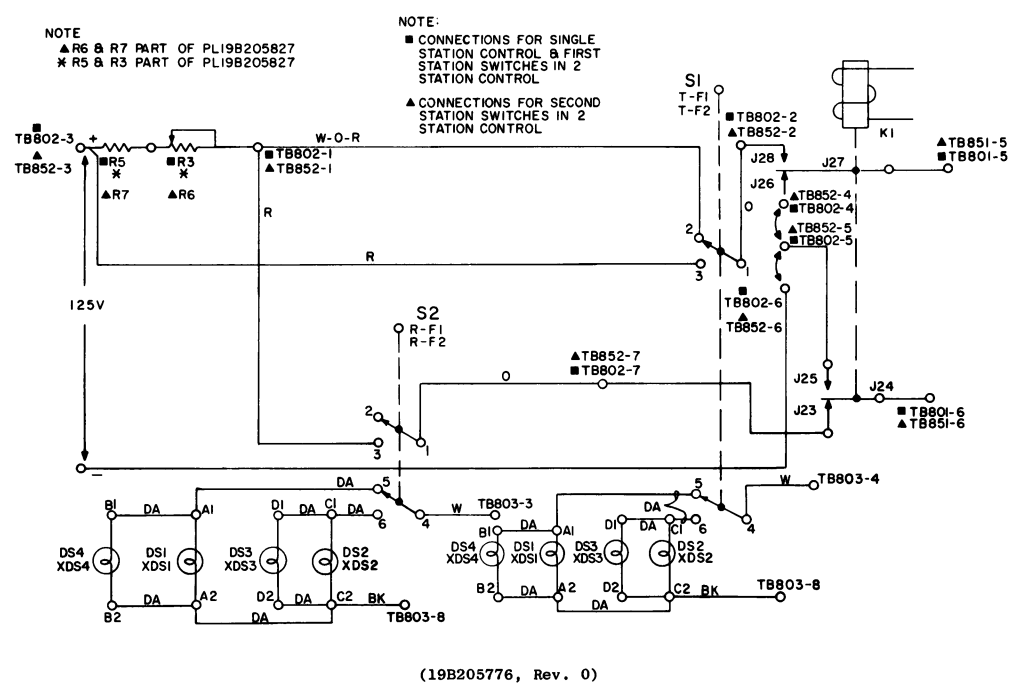 NOTE
▲ R6 & R7 PART OF PL19B205827
* R5 & R3 PART OF PL19B205827
NOTE:
■ CONNECTIONS FOR SINGLE
STATION CONTROL & FIRST
STATION SWITCHES IN 2
STATION CONTROL
▲ CONNECTIONS FOR SECOND
STATION SWITCHES IN 2
STATION CONTROL
S1
T-F1
T-F2
K1
■
TB802-3
▲
TB852-3
+
■R5
*
▲R7
■R3
*
▲R6
W-O-R
■TB802-1
▲TB852-1
■TB802-2
▲TB852-2
J28
J27
J26
▲TB851-5
■TB801-5
▲TB852-4
■TB802-4
▲TB852-5
■TB802-5
O
R
R
2
3
1
■
TB802-6
▲
TB852-6
125V
S2
R-F1
R-F2
▲TB852-7
■TB802-7
O
J25
J24
J23
■TB801-6
▲TB851-6
2
3
1
−
DA
5
4
6
W
TB803-3
B1
DA
A1
D1
DA
C1
DA
DS4
XDS4
DS1
XDS1
DS3
XDS3
DS2
XDS2
B2
DA
A2
D2
DA
C2
BK
TB803-8
DA
5
4
6
W
TB803-4
DA
B1
DA
A1
D1
DA
C1
DS4
XDS4
DS1
XDS1
DS3
XDS3
DS2
XDS2
B2
DA
A2
D2
DA
C2
BK
TB803-8
DA
(19B205776, Rev. 0)